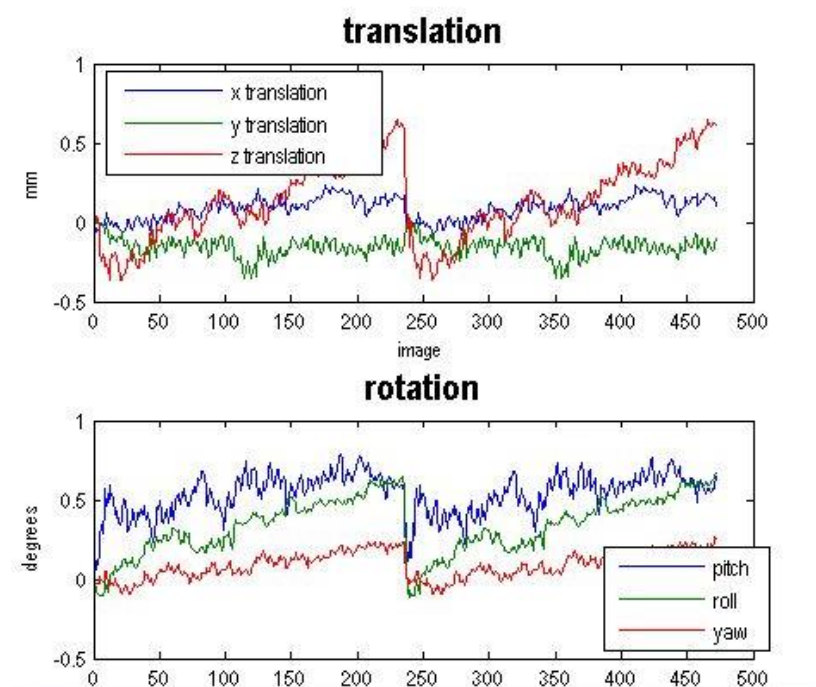 translation
1
0.5
0
-0.5
mm
x translation
y translation
z translation
0 50 100 150 200 250 300 350 400 450 500
image
rotation
1
0.5
0
-0.5
degrees
pitch
roll
yaw
0 50 100 150 200 250 300 350 400 450 500